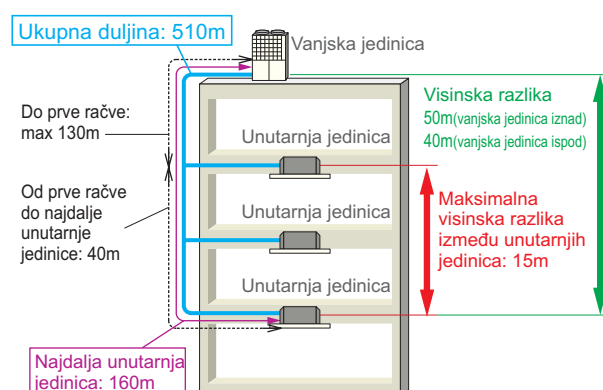 Ukupna duljina: 510m
Vanjska jedinica
Do prve račve:
max 130m
Visinska razlika
50m(vanjska jedinica iznad)
40m(vanjska jedinica ispod)
Unutarnja jedinica
Od prve račve
do najdalje
unutarnje
jedinice: 40m
Unutarnja jedinica
Maksimalna
visinska razlika
između unutarnjih
jedinica: 15m
Unutarnja jedinica
Najdalja unutarnja
jedinica: 160m